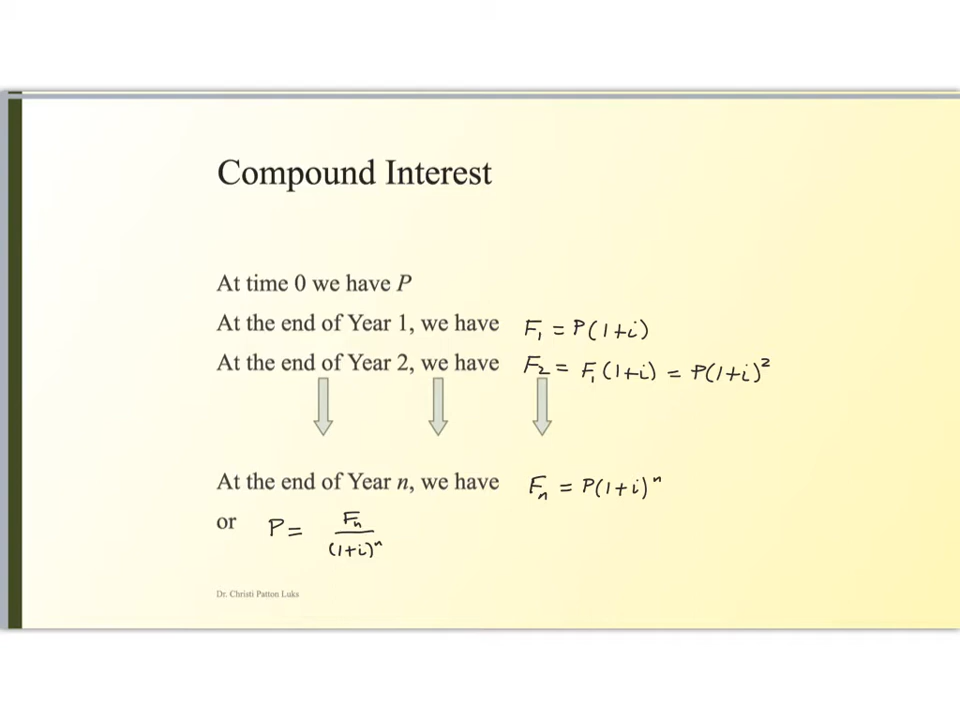 Compound Interest
At time 0 we have P
At the end of Year 1, we have F₁ = P(1+i)
At the end of Year 2, we have F₂ = F₁(1+i) = P(1+i)²
At the end of Year n, we have Fₙ = P(1+i)ⁿ
or P = Fₙ / (1+i)ⁿ
Dr. Christi Patton Luks